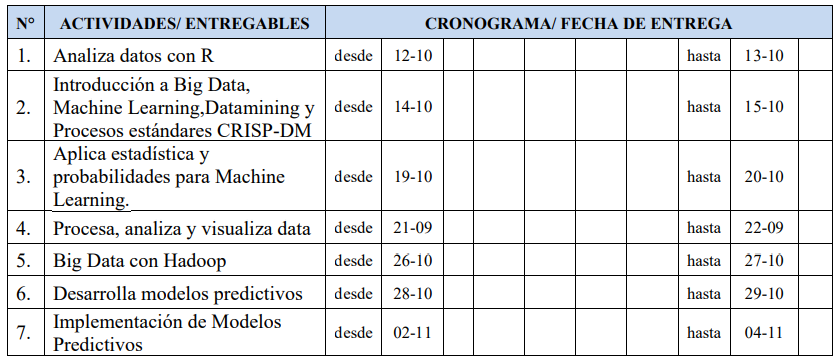 N° ACTIVIDADES/ ENTREGABLES CRONOGRAMA/ FECHA DE ENTREGA
1. Analiza datos con R desde 12-10 hasta 13-10
Introducción a Big Data,
2. Machine Learning,Datamining y desde 14-10 hasta 15-10
Procesos estándares CRISP-DM
Aplica estadística y
3. probabilidades para Machine desde 19-10 hasta 20-10
Learning.
4. Procesa, analiza y visualiza data desde 21-09 hasta 22-09
5. Big Data con Hadoop desde 26-10 hasta 27-10
6. Desarrolla modelos predictivos desde 28-10 hasta 29-10
7. Implementación de Modelos desde 02-11 hasta 04-11
Predictivos